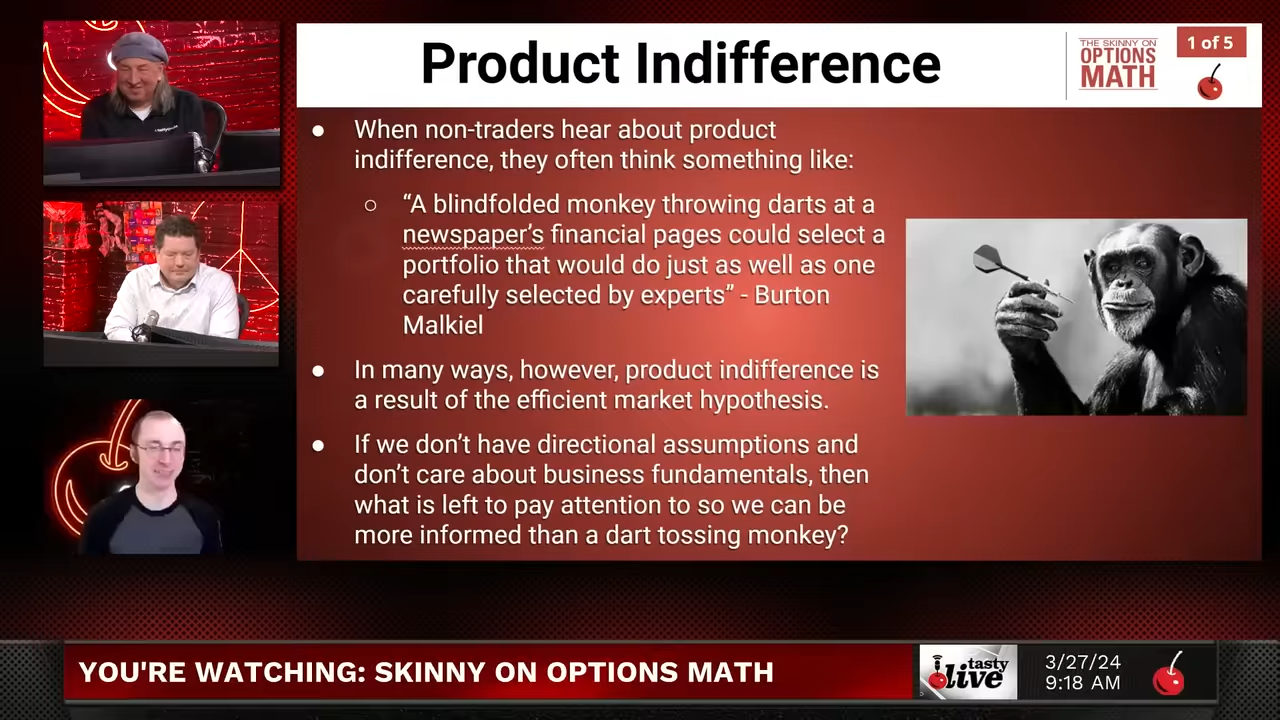 Product Indifference
THE SKINNY ON
OPTIONS
MATH
1 of 5
When non-traders hear about product
indifference, they often think something like:
“A blindfolded monkey throwing darts at a
newspaper’s financial pages could select a
portfolio that would do just as well as one
carefully selected by experts” - Burton
Malkiel
In many ways, however, product indifference is
a result of the efficient market hypothesis.
If we don’t have directional assumptions and
don’t care about business fundamentals, then
what is left to pay attention to so we can be
more informed than a dart tossing monkey?
YOU'RE WATCHING: SKINNY ON OPTIONS MATH
tasty
live
3/27/24
9:18 AM